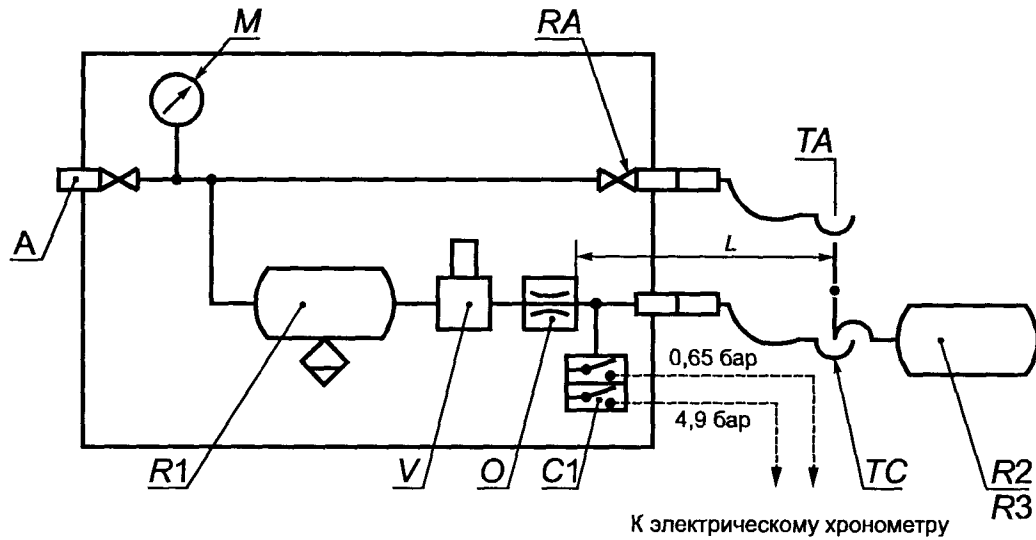 M
RA
TA
A
L
0,65 бар
4,9 бар
R1
V
O
C1
TC
R2
R3
К электрическому хронометру